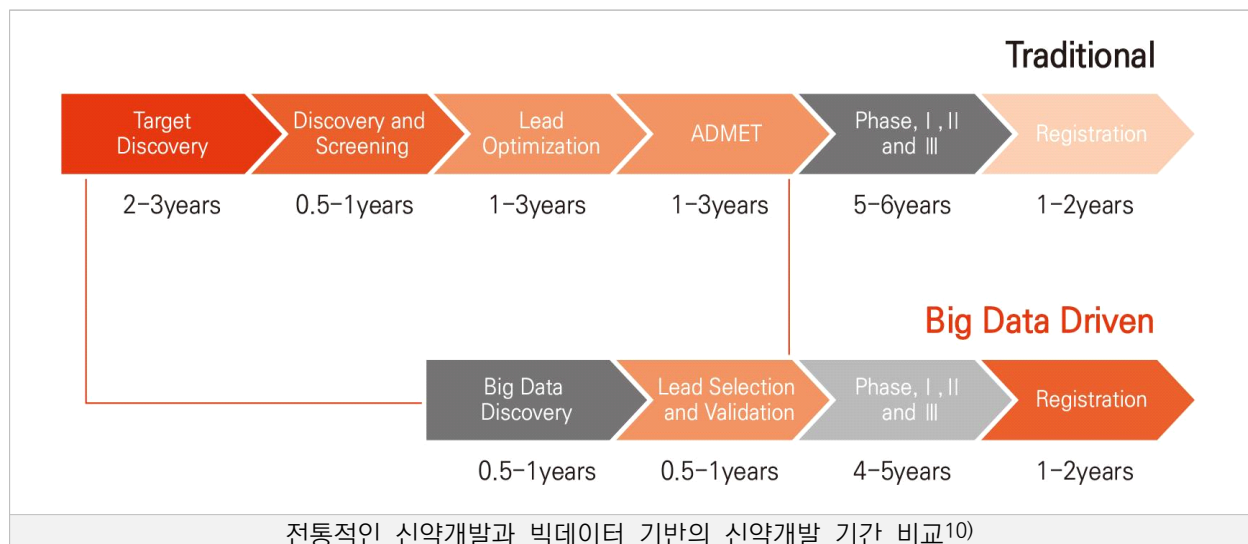 Traditional
Target
Discovery
Discovery and
Screening
Lead
Optimization
ADMET
Phase, Ⅰ, Ⅱ
and Ⅲ
Registration
2-3years
0.5-1years
1-3years
1-3years
5-6years
1-2years
Big Data Driven
Big Data
Discovery
Lead Selection
and Validation
Phase, Ⅰ, Ⅱ
and Ⅲ
Registration
0.5-1years
0.5-1years
4-5years
1-2years
전통적인 신약개발과 빅데이터 기반의 신약개발 기간 비교10)